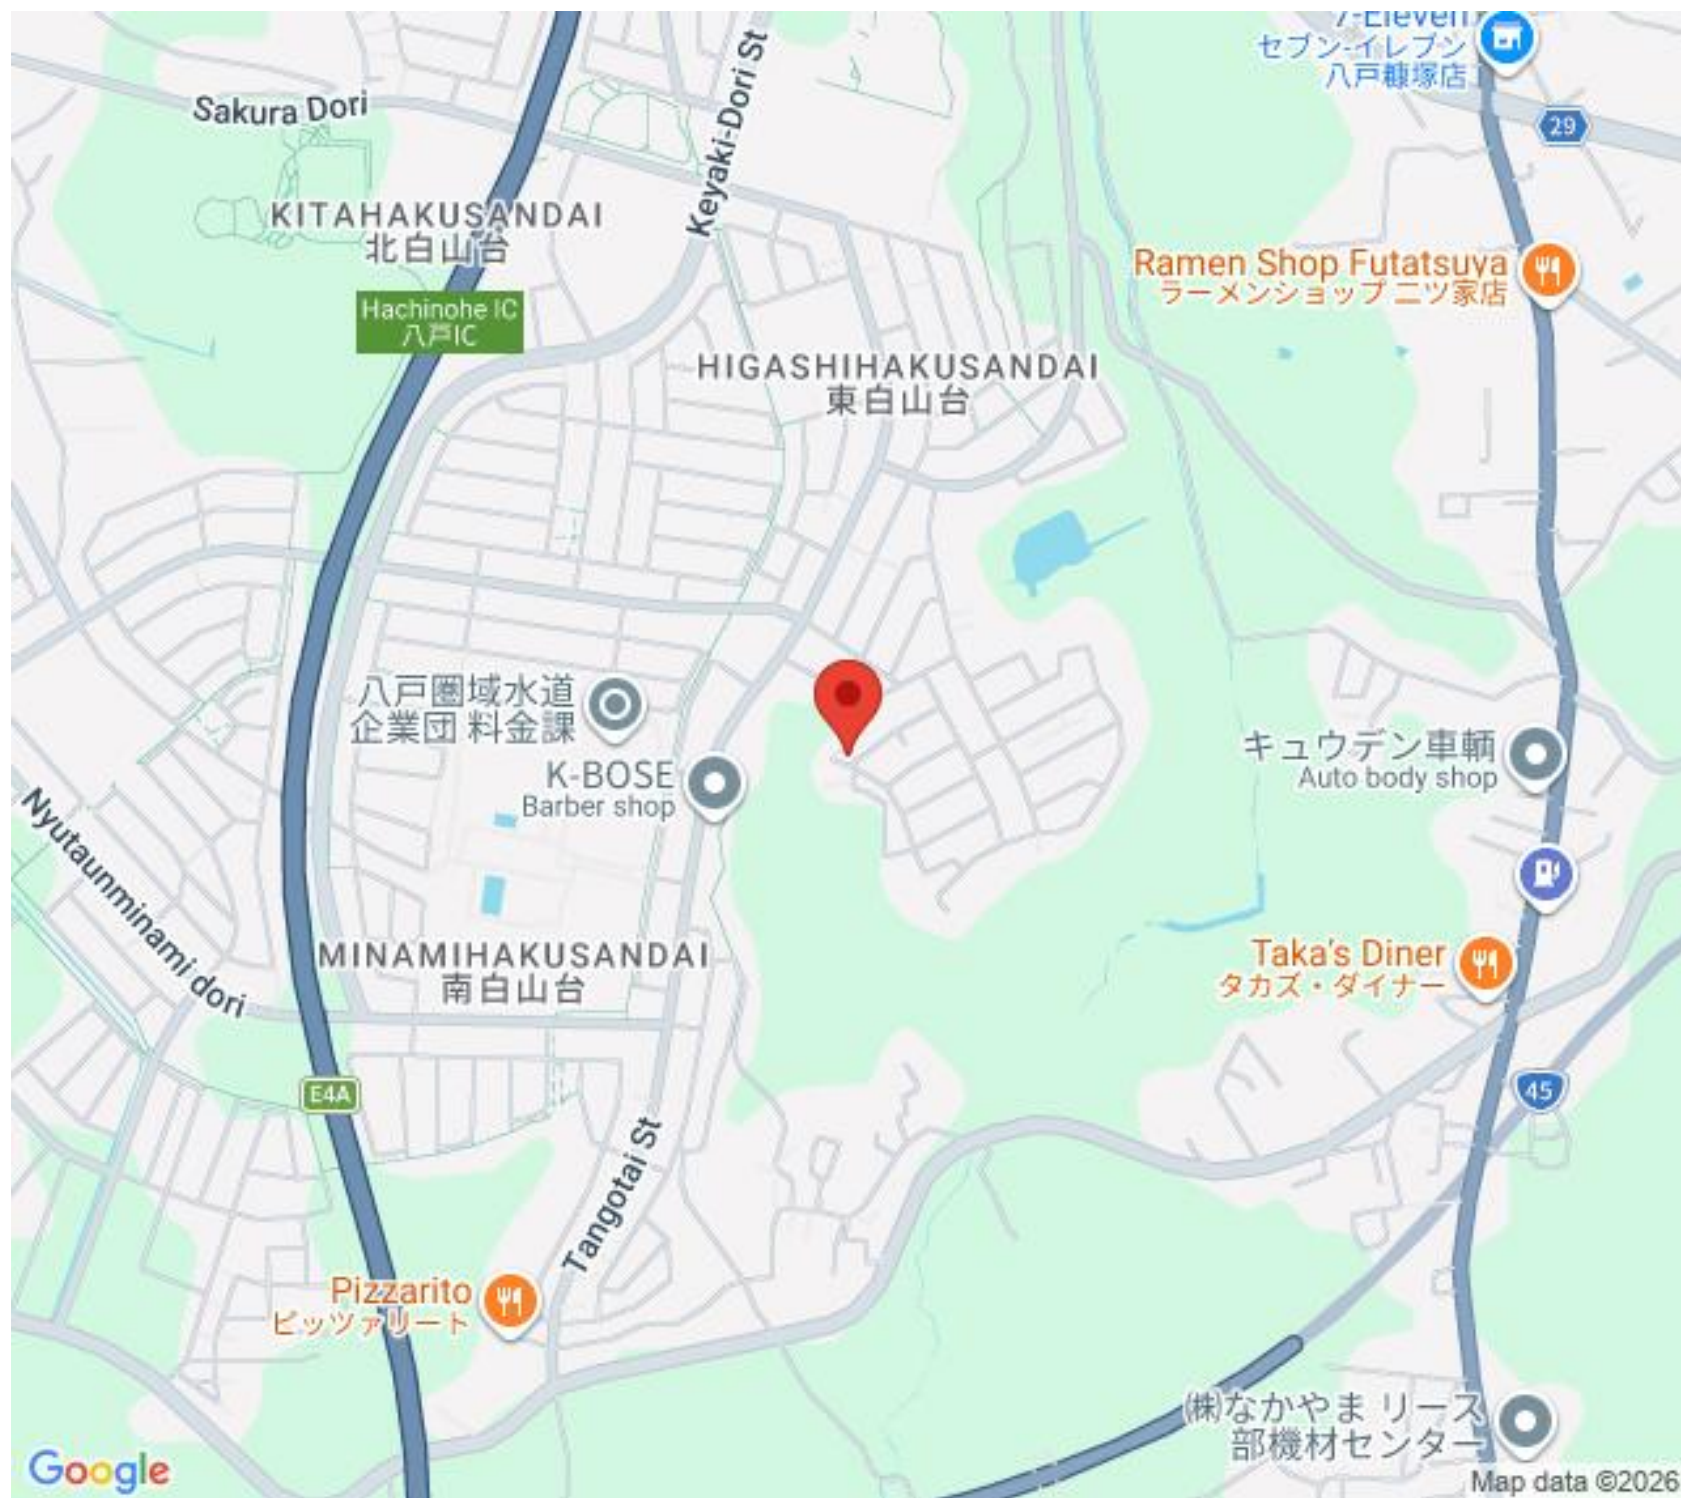 7-Eleven
セブン-イレブン
八戸糠塚店
29
Sakura Dori
Keyaki-Dori St
KITAHAKUSANDAI
北白山台
Hachinohe IC
八戸IC
Ramen Shop Futatsuya
ラーメンショップ 二ツ家店
HIGASHIHAKUSANDAI
東白山台
八戸圏域水道
企業団 料金課
K-BOSE
Barber shop
キュウデン車輌
Auto body shop
Nyutaunminami dori
MINAMIHAKUSANDAI
南白山台
Taka's Diner
タカズ・ダイナー
E4A
45
Tangotai St
Pizzarito
ピッツァリート
㈱なかやま リース
部機材センター
Google
Map data ©2026